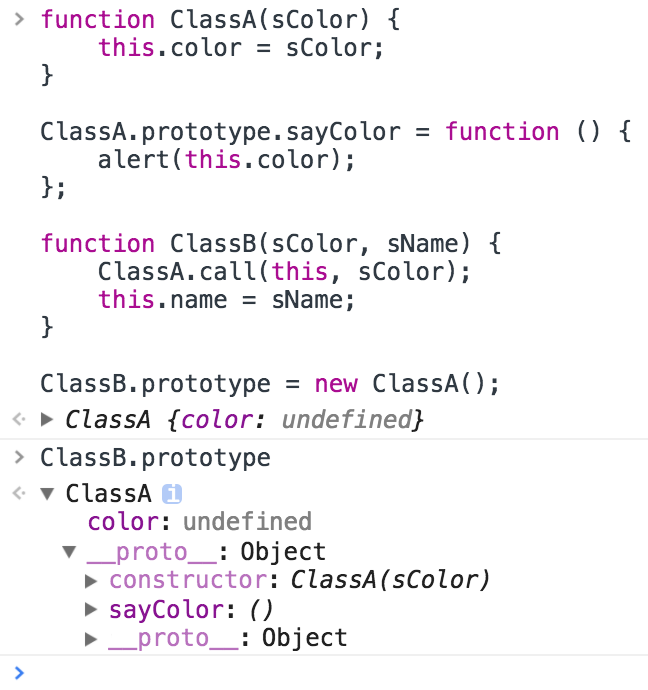 > function ClassA(sColor) {
    this.color = sColor;
}

ClassA.prototype.sayColor = function () {
    alert(this.color);
};

function ClassB(sColor, sName) {
    ClassA.call(this, sColor);
    this.name = sName;
}

ClassB.prototype = new ClassA();
<· ▶ ClassA {color: undefined}
> ClassB.prototype
<· ▼ ClassA i
    color: undefined
  ▼ __proto__: Object
    ▶ constructor: ClassA(sColor)
    ▶ sayColor: ()
    ▶ __proto__: Object
>